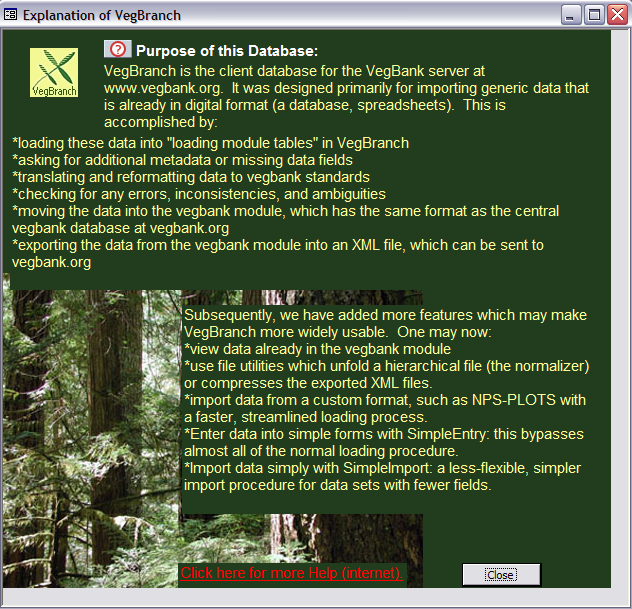 Explanation of VegBranch
VegBranch
? Purpose of this Database:
VegBranch is the client database for the VegBank server at
www.vegbank.org. It was designed primarily for importing generic data that
is already in digital format (a database, spreadsheets). This is
accomplished by:
*loading these data into "loading module tables" in VegBranch
*asking for additional metadata or missing data fields
*translating and reformatting data to vegbank standards
*checking for any errors, inconsistencies, and ambiguities
*moving the data into the vegbank module, which has the same format as the central
vegbank database at vegbank.org
*exporting the data from the vegbank module into an XML file, which can be sent to
vegbank.org
Subsequently, we have added more features which may make
VegBranch more widely usable. One may now:
*view data already in the vegbank module
*use file utilities which unfold a hierarchical file (the normalizer)
or compresses the exported XML files.
*import data from a custom format, such as NPS-PLOTS with
a faster, streamlined loading process.
*Enter data into simple forms with SimpleEntry: this bypasses
almost all of the normal loading procedure.
*Import data simply with SimpleImport: a less-flexible, simpler
import procedure for data sets with fewer fields.
Click here for more Help (internet).
Close